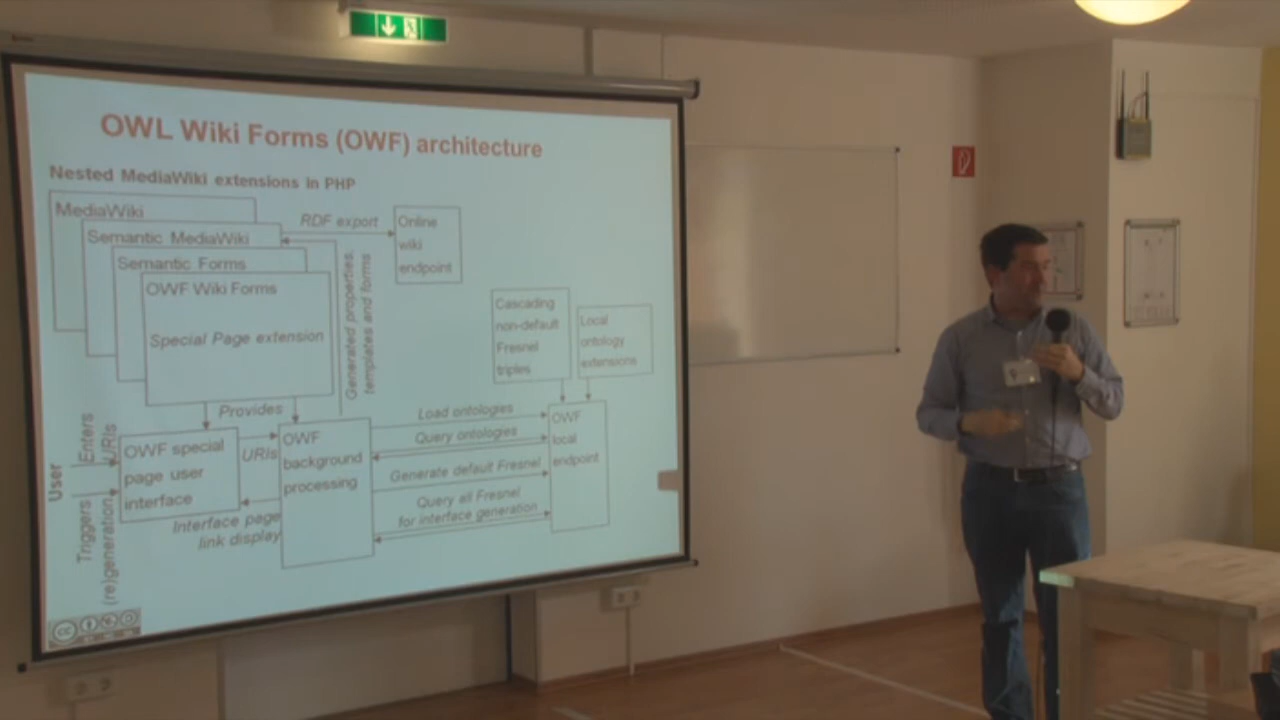 OWL Wiki Forms (OWF) architecture
Nested MediaWiki extensions in PHP
MediaWiki
Semantic MediaWiki
Semantic Forms
OWF Wiki Forms
Special Page extension
RDF export
Online
wiki
endpoint
Generated properties,
templates and forms
Cascading
non-default
Fresnel
triples
Local
ontology
extensions
Provides
User
Enters
URIs
Triggers
(re)generation
OWF special
page user
interface
URIs
Interface page
link display
OWF
background
processing
Load ontologies
Query ontologies
Generate default Fresnel
Query all Fresnel
for interface generation
OWF
local
endpoint
cc